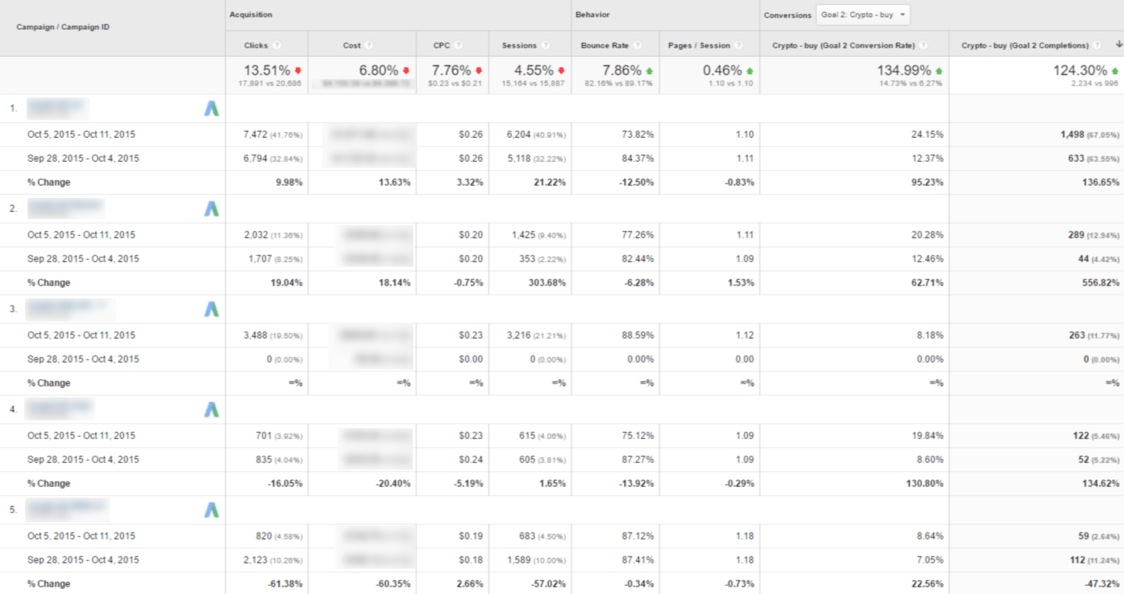 Acquisition Behavior Conversions Goal 2: Crypto - buy
Campaign / Campaign ID
Clicks ? Cost ? CPC ? Sessions ? Bounce Rate ? Pages / Session ? Crypto - buy (Goal 2 Conversion Rate) ? Crypto - buy (Goal 2 Completions) ?
13.51% 6.80% 7.76% 4.55% 7.86% 0.46% 134.99% 124.30%
17,891 vs 20,686 $0.23 vs $0.21 15,164 vs 15,887 82.16% vs 89.17% 1.10 vs 1.10 14.73% vs 6.27% 2,234 vs 996
1.
Oct 5, 2015 - Oct 11, 2015 7,472 (41.76%) $0.26 6,204 (40.91%) 73.82% 1.10 24.15% 1,498 (67.05%)
Sep 28, 2015 - Oct 4, 2015 6,794 (32.84%) $0.26 5,118 (32.22%) 84.37% 1.11 12.37% 633 (63.55%)
% Change 9.98% 13.63% 3.32% 21.22% -12.50% -0.83% 95.23% 136.65%
2.
Oct 5, 2015 - Oct 11, 2015 2,032 (11.36%) $0.20 1,425 (9.40%) 77.26% 1.11 20.28% 289 (12.94%)
Sep 28, 2015 - Oct 4, 2015 1,707 (8.25%) $0.20 353 (2.22%) 82.44% 1.09 12.46% 44 (4.42%)
% Change 19.04% 18.14% -0.75% 303.68% -6.28% 1.53% 62.71% 556.82%
3.
Oct 5, 2015 - Oct 11, 2015 3,488 (19.50%) $0.23 3,216 (21.21%) 88.59% 1.12 8.18% 263 (11.77%)
Sep 28, 2015 - Oct 4, 2015 0 (0.00%) $0.00 0 (0.00%) 0.00% 0.00 0.00% 0 (0.00%)
% Change ∞% ∞% ∞% ∞% ∞% ∞% ∞% ∞%
4.
Oct 5, 2015 - Oct 11, 2015 701 (3.92%) $0.23 615 (4.06%) 75.12% 1.09 19.84% 122 (5.46%)
Sep 28, 2015 - Oct 4, 2015 835 (4.04%) $0.24 605 (3.81%) 87.27% 1.09 8.60% 52 (5.22%)
% Change -16.05% -20.40% -5.19% 1.65% -13.92% -0.29% 130.80% 134.62%
5.
Oct 5, 2015 - Oct 11, 2015 820 (4.58%) $0.19 683 (4.50%) 87.12% 1.18 8.64% 59 (2.64%)
Sep 28, 2015 - Oct 4, 2015 2,123 (10.26%) $0.18 1,589 (10.00%) 87.41% 1.18 7.05% 112 (11.24%)
% Change -61.38% -60.35% 2.66% -57.02% -0.34% -0.73% 22.56% -47.32%